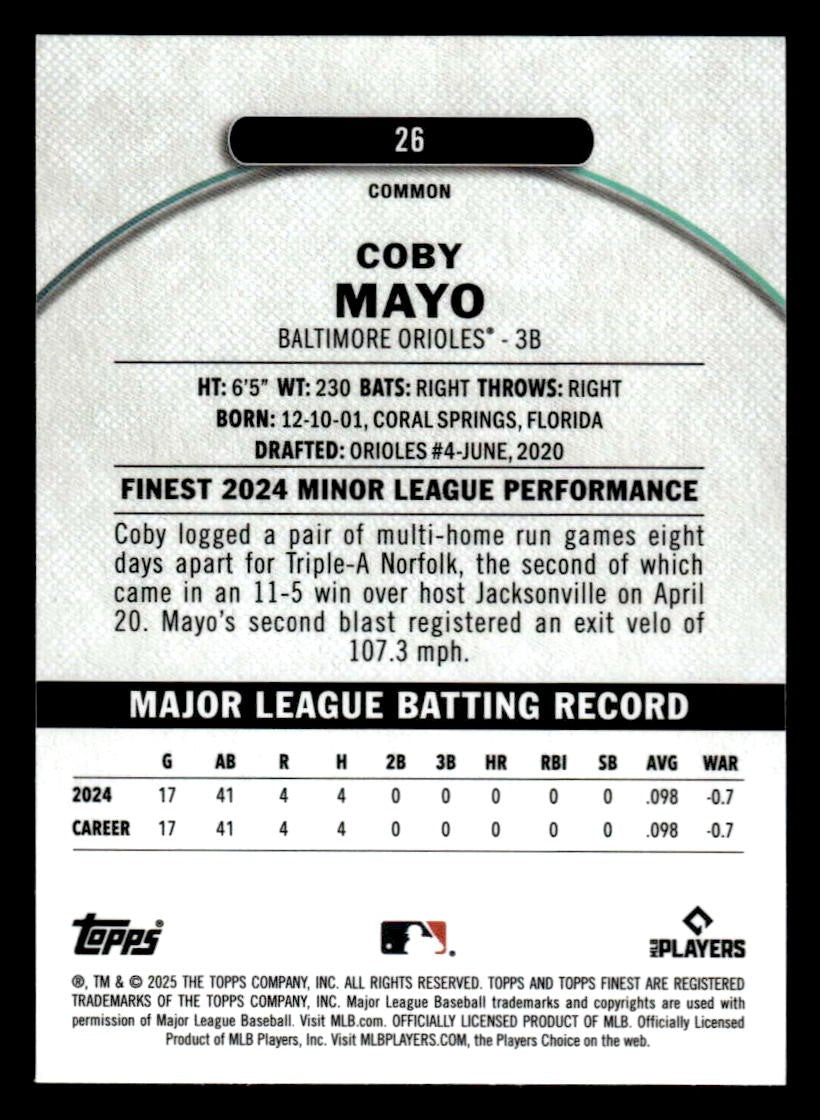 26
COMMON
COBY
MAYO
BALTIMORE ORIOLES® - 3B
HT: 6'5" WT: 230 BATS: RIGHT THROWS: RIGHT
BORN: 12-10-01, CORAL SPRINGS, FLORIDA
DRAFTED: ORIOLES #4-JUNE, 2020
FINEST 2024 MINOR LEAGUE PERFORMANCE
Coby logged a pair of multi-home run games eight
days apart for Triple-A Norfolk, the second of which
came in an 11-5 win over host Jacksonville on April
20. Mayo's second blast registered an exit velo of
107.3 mph.
MAJOR LEAGUE BATTING RECORD
G AB R H 2B 3B HR RBI SB AVG WAR
2024 17 41 4 4 0 0 0 0 0 .098 -0.7
CAREER 17 41 4 4 0 0 0 0 0 .098 -0.7
Topps® MLB PLAYERS
®, TM & © 2025 THE TOPPS COMPANY, INC. ALL RIGHTS RESERVED. TOPPS AND TOPPS FINEST ARE REGISTERED
TRADEMARKS OF THE TOPPS COMPANY, INC. Major League Baseball trademarks and copyrights are used with
permission of Major League Baseball. Visit MLB.com. OFFICIALLY LICENSED PRODUCT OF MLB. Officially Licensed
Product of MLB Players, Inc. Visit MLBPLAYERS.COM, the Players Choice on the web.